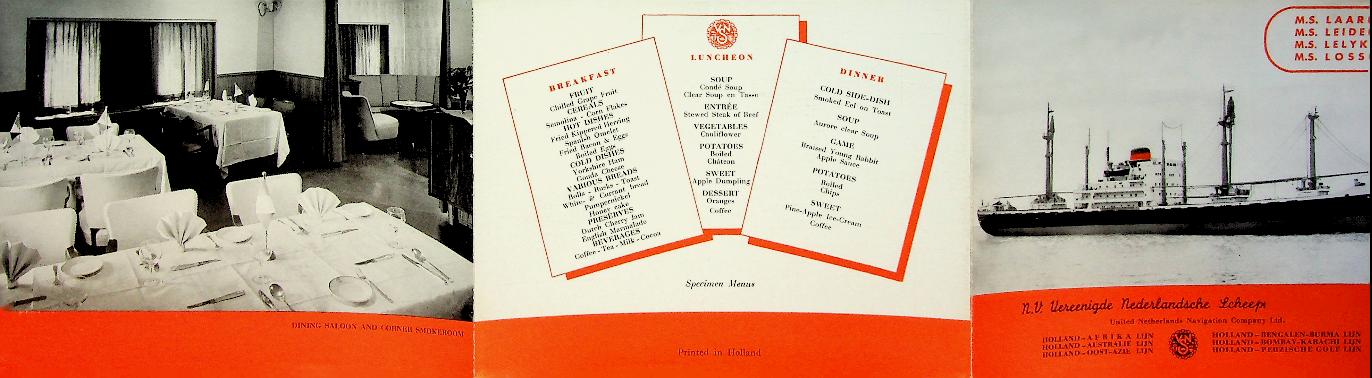 DINING SALOON AND CORNER SMOKEROOM
BREAKFAST
FRUIT
Chilled Grape Fruit
CEREALS
Semolina - Corn Flakes
HOT DISHES
Fried Kippered Herring
Spanish Omelet
Fried Bacon & Eggs
Boiled Eggs
COLD DISHES
Yorkshire Ham
Gouda Cheese
VARIOUS BREADS
Rolls - Rusks - Toast
White- & Currant bread
Pumpernickel
Honey cake
PRESERVES
Dutch Cherry Jam
English Marmalade
BEVERAGES
Coffee - Tea - Milk - Cocoa
LUNCHEON
SOUP
Condé Soup
Clear Soup en Tasse
ENTRÉE
Stewed Steak of Beef
VEGETABLES
Cauliflower
POTATOES
Boiled
Château
SWEET
Apple Dumpling
DESSERT
Oranges
Coffee
DINNER
COLD SIDE-DISH
Smoked Eel on Toast
SOUP
Aurore clear Soup
GAME
Braised Young Rabbit
Apple Sauce
POTATOES
Boiled
Chips
SWEET
Pine-Apple Ice-Cream
Coffee
Specimen Menus
Printed in Holland
M.S. LAAR
M.S. LEIDE
M.S. LELYK
M.S. LOSS
N.V. Vereenigde Nederlandsche Scheep
United Netherlands Navigation Company Ltd.
HOLLAND-AFRIKA LIJN
HOLLAND-AUSTRALIË LIJN
HOLLAND-OOST-AZIË LIJN
HOLLAND-BENGALEN-BURMA LIJN
HOLLAND-BOMBAY-KARACHI LIJN
HOLLAND-PERZISCHE GOLF LIJN